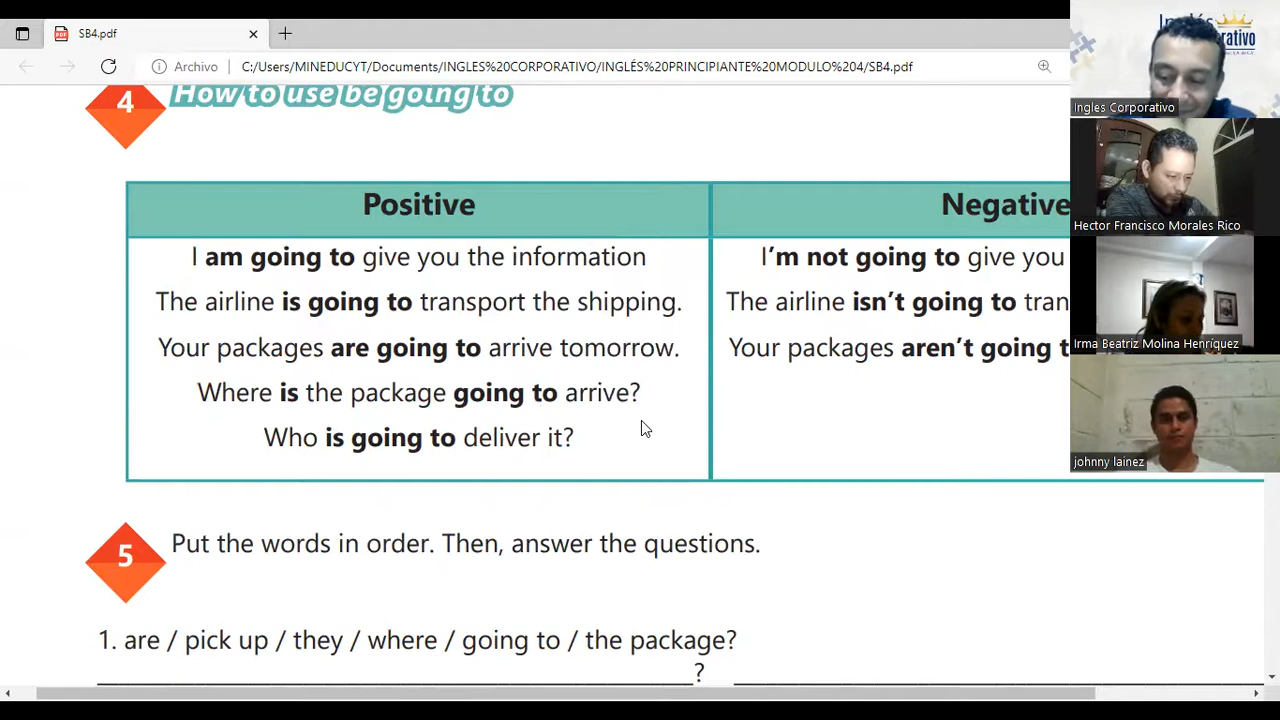 SB4.pdf
Archivo
C:/Users/MINEDUCYT/Documents/INGLES%20CORPORATIVO/INGLÉS%20PRINCIPIANTE%20MODULO%204/SB4.pdf
4
How to use be going to
Positive
Negative
I am going to give you the information
I'm not going to give you
The airline is going to transport the shipping.
The airline isn't going to tran
Your packages are going to arrive tomorrow.
Your packages aren't going t
Where is the package going to arrive?
Who is going to deliver it?
5
Put the words in order. Then, answer the questions.
1. are / pick up / they / where / going to / the package?
?
Inglés
rativo
Ingles Corporativo
Hector Francisco Morales Rico
Irma Beatriz Molina Henríquez
johnny lainez